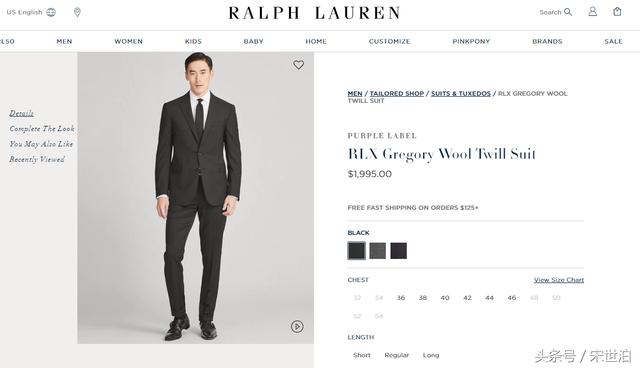 US English
RALPH LAUREN
Search
RL50 MEN WOMEN KIDS BABY HOME CUSTOMIZE PINKPONY BRANDS SALE
Details
Complete The Look
You May Also Like
Recently Viewed
MEN / TAILORED SHOP / SUITS & TUXEDOS / RLX GREGORY WOOL
TWILL SUIT
PURPLE LABEL
RLX Gregory Wool Twill Suit
$1,995.00
FREE FAST SHIPPING ON ORDERS $125+
BLACK
CHEST View Size Chart
32 34 36 38 40 42 44 46 48 50
52 54
LENGTH
Short Regular Long
头条号 / 宋世泊